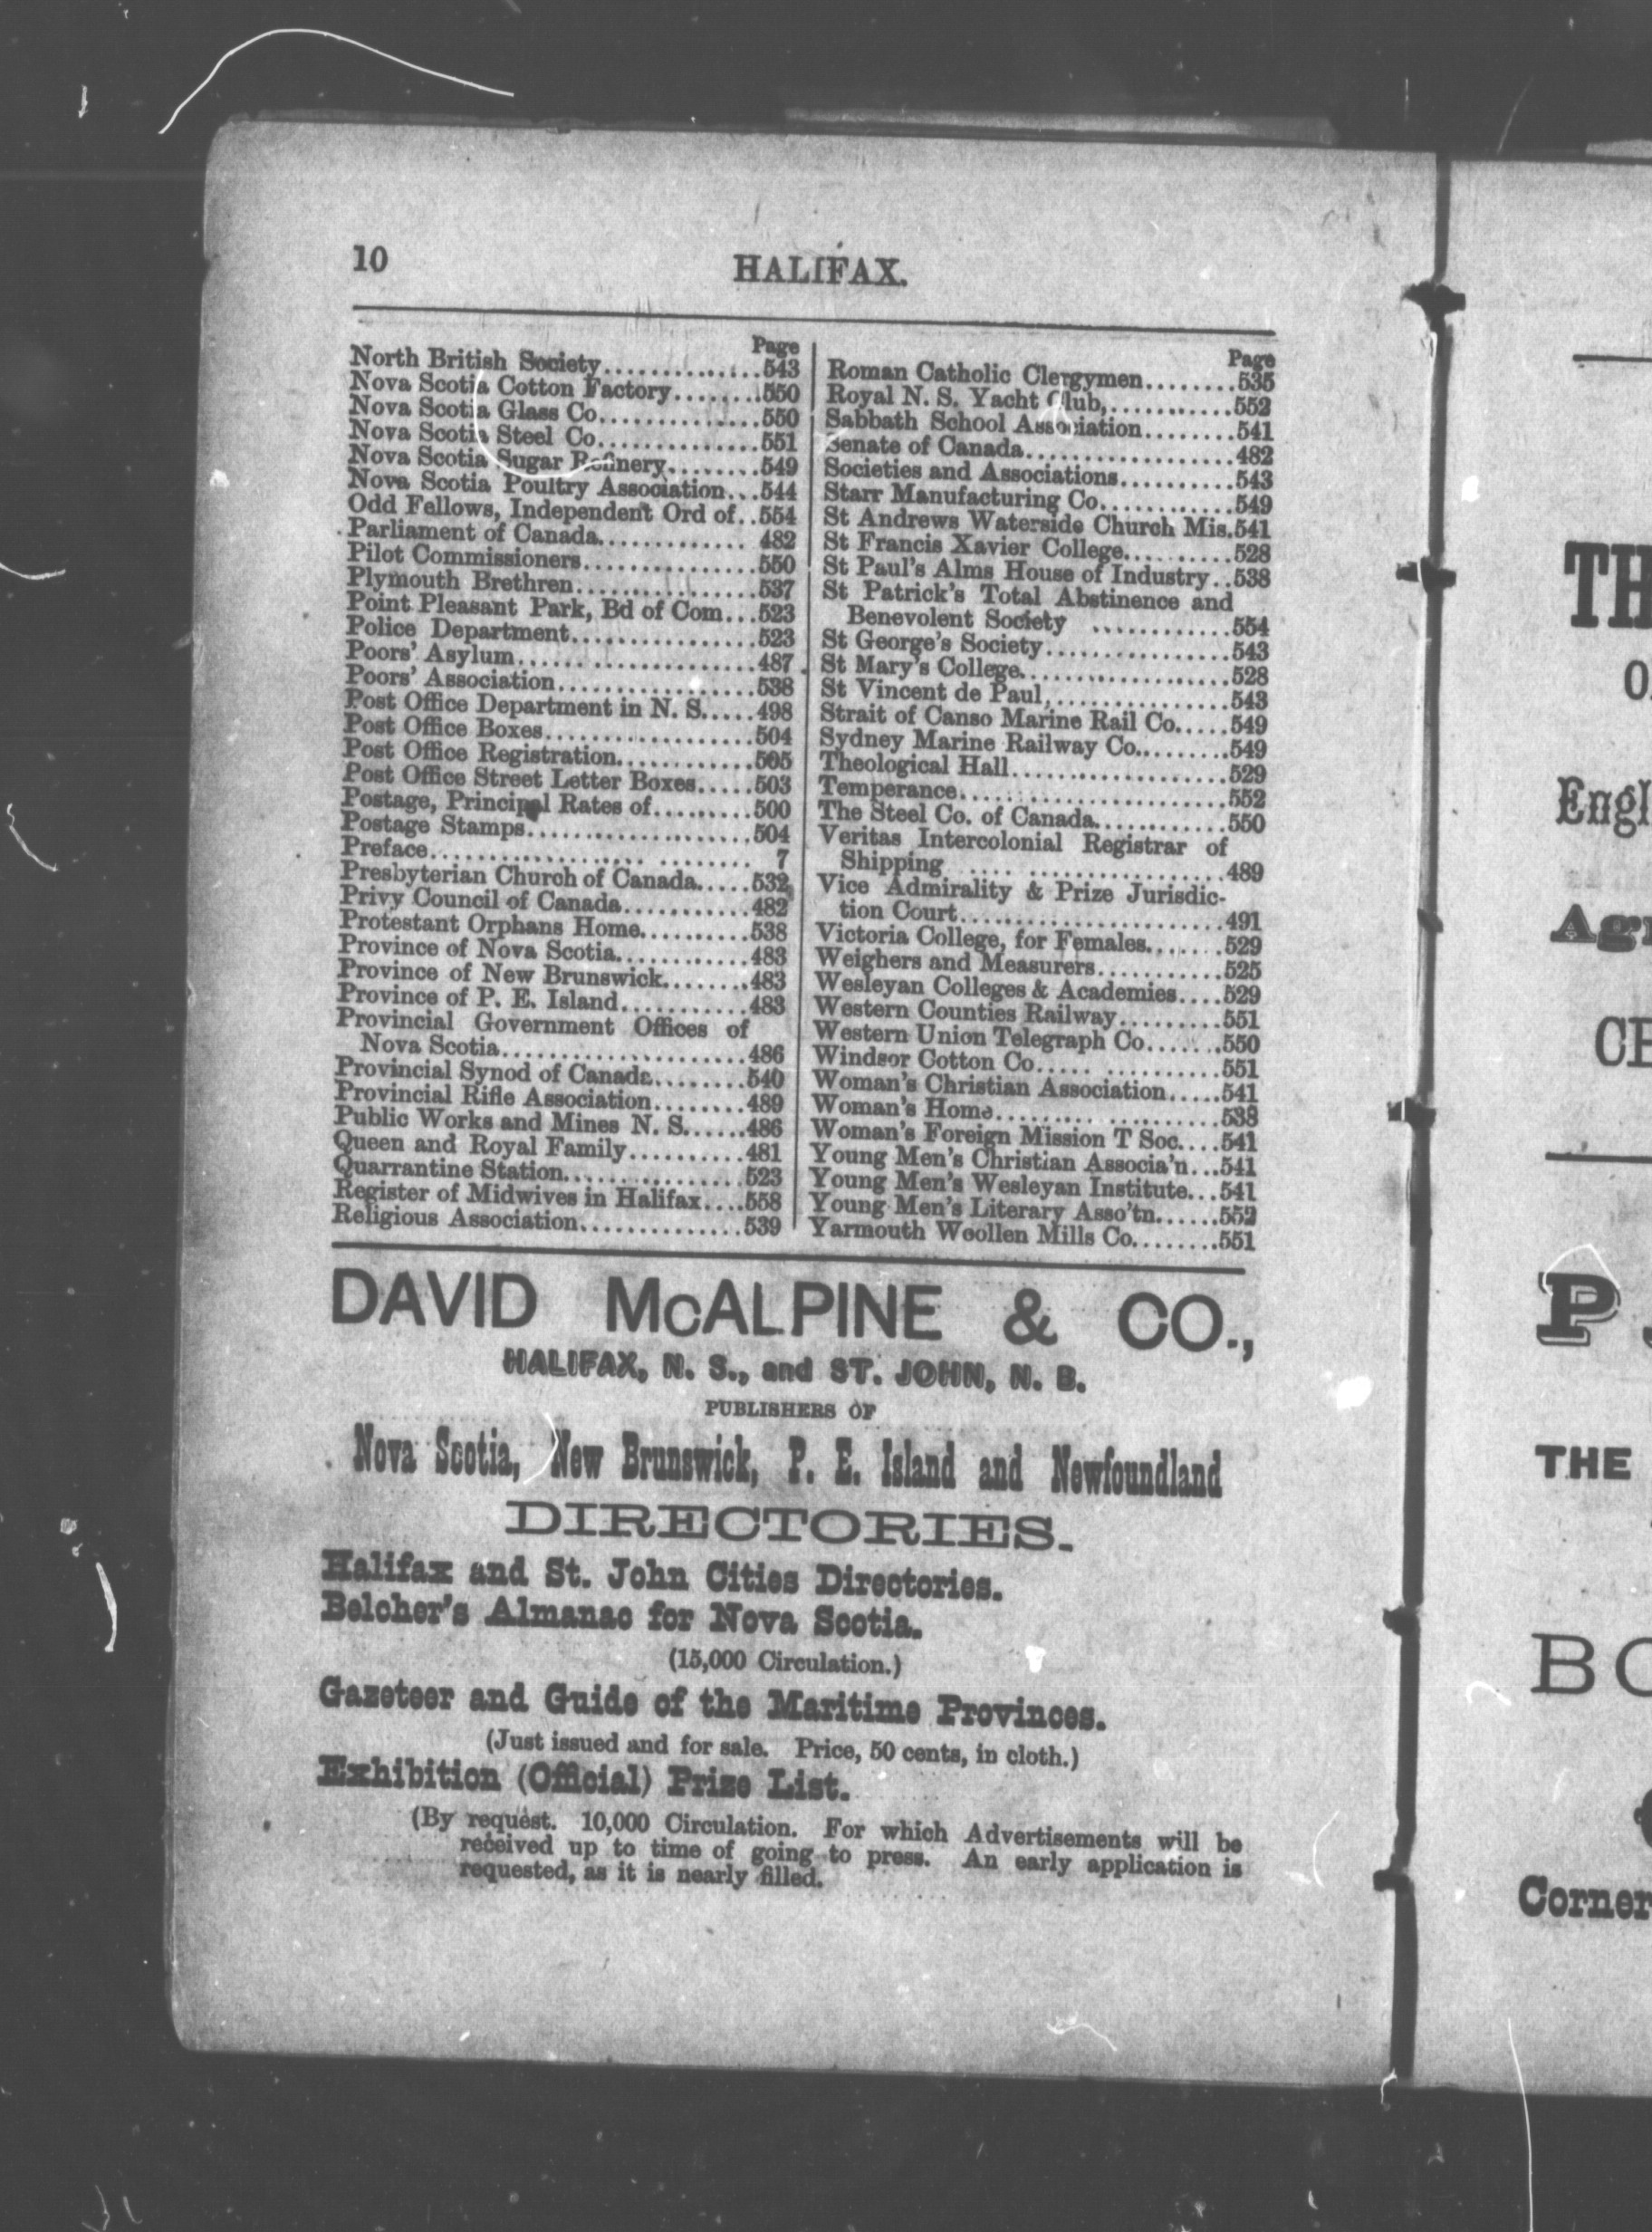 10
HALIFAX.
Page
North British Society..............543
Nova Scotia Cotton Factory........550
Nova Scotia Glass Co..............550
Nova Scotia Steel Co..............551
Nova Scotia Sugar Refinery........549
Nova Scotia Poultry Association...544
Odd Fellows, Independent Ord of..554
Parliament of Canada............. 482
Pilot Commissioners...............550
Plymouth Brethren................537
Point Pleasant Park, Bd of Com...523
Police Department................523
Poors' Asylum....................487
Poors' Association.................538
Post Office Department in N. S.....498
Post Office Boxes..................504
Post Office Registration............505
Post Office Street Letter Boxes.....503
Postage, Principal Rates of.........500
Postage Stamps...................504
Preface........................... 7
Presbyterian Church of Canada.....532
Privy Council of Canada...........482
Protestant Orphans Home..........538
Province of Nova Scotia............483
Province of New Brunswick........483
Province of P. E. Island...........483
Provincial Government Offices of
Nova Scotia.....................486
Provincial Synod of Canada........540
Provincial Rifle Association........489
Public Works and Mines N. S......486
Queen and Royal Family..........481
Quarrantine Station................523
Register of Midwives in Halifax....558
Religious Association..............539
Page
Roman Catholic Clergymen........535
Royal N. S. Yacht Club,...........552
Sabbath School Association........541
Senate of Canada..................482
Societies and Associations..........543
Starr Manufacturing Co...........549
St Andrews Waterside Church Mis.541
St Francis Xavier College..........528
St Paul's Alms House of Industry..538
St Patrick's Total Abstinence and
Benevolent Society ............554
St George's Society................543
St Mary's College..................528
St Vincent de Paul,...............543
Strait of Canso Marine Rail Co.....549
Sydney Marine Railway Co........549
Theological Hall...................529
Temperance.......................552
The Steel Co. of Canada............550
Veritas Intercolonial Registrar of
Shipping .... .................489
Vice Admirality & Prize Jurisdic-
tion Court.......................491
Victoria College, for Females.......529
Weighers and Measurers...........525
Wesleyan Colleges & Academies....529
Western Counties Railway.........551
Western Union Telegraph Co.......550
Windsor Cotton Co..... ..........551
Woman's Christian Association.....541
Woman's Home...................538
Woman's Foreign Mission T Soc....541
Young Men's Christian Associa'n...541
Young Men's Wesleyan Institute...541
Young Men's Literary Asso'tn......552
Yarmouth Woollen Mills Co........551
DAVID McALPINE & CO.,
HALIFAX, N. S., and ST. JOHN, N. B.
PUBLISHERS OF
Nova Scotia, New Brunswick, P. E. Island and Newfoundland
DIRECTORIES.
Halifax and St. John Cities Directories.
Belcher's Almanac for Nova Scotia.
(15,000 Circulation.)
Gazeteer and Guide of the Maritime Provinces.
(Just issued and for sale. Price, 50 cents, in cloth.)
Exhibition (Official) Prize List.
(By request. 10,000 Circulation. For which Advertisements will be
received up to time of going to press. An early application is
requested, as it is nearly filled.
THE
Corner